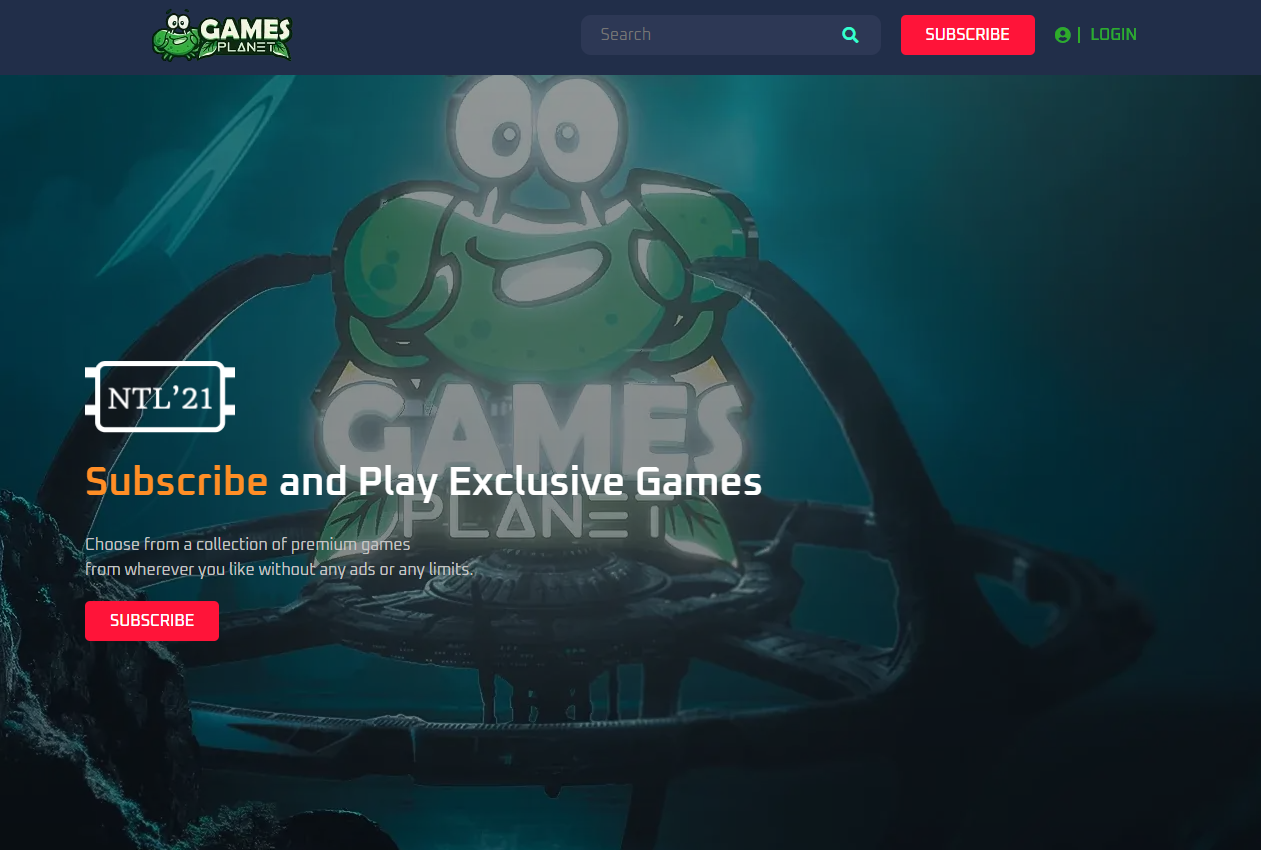 GAMES
PLANET
Search
SUBSCRIBE
| LOGIN
GAMES
PLANET
NTL'21
Subscribe and Play Exclusive Games
Choose from a collection of premium games
from wherever you like without any ads or any limits.
SUBSCRIBE